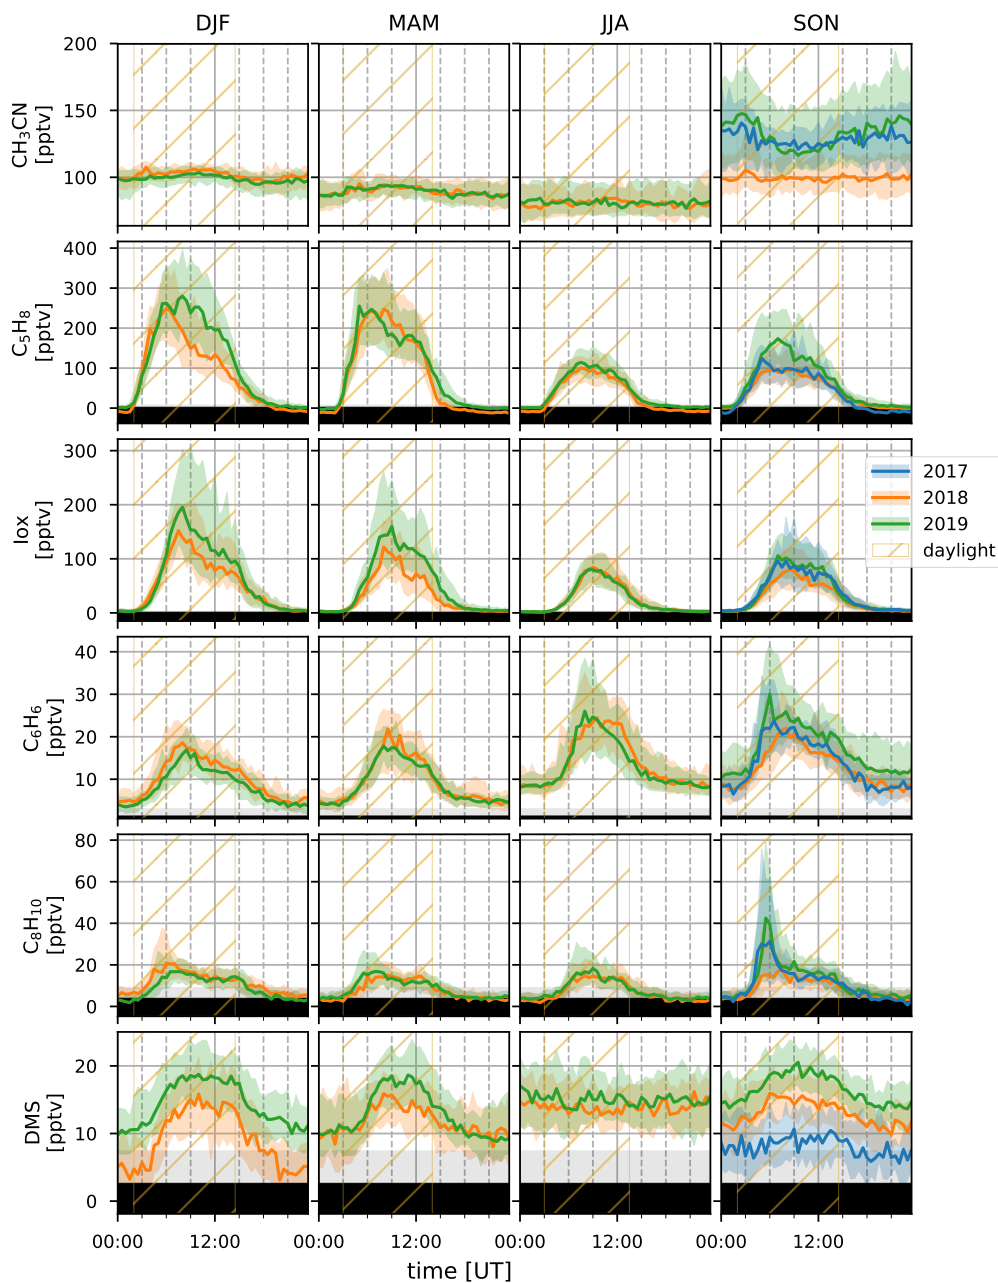 DJF MAM JJA SON
200
150
100
CH₃CN
[pptv]
400
300
200
100
0
C₅H₈
[pptv]
300
200
100
0
Iox
[pptv]
2017
2018
2019
daylight
40
30
20
10
C₆H₆
[pptv]
80
60
40
20
0
C₈H₁₀
[pptv]
20
10
0
DMS
[pptv]
00:00 12:00 00:00 12:00 00:00 12:00 00:00 12:00
time [UT]